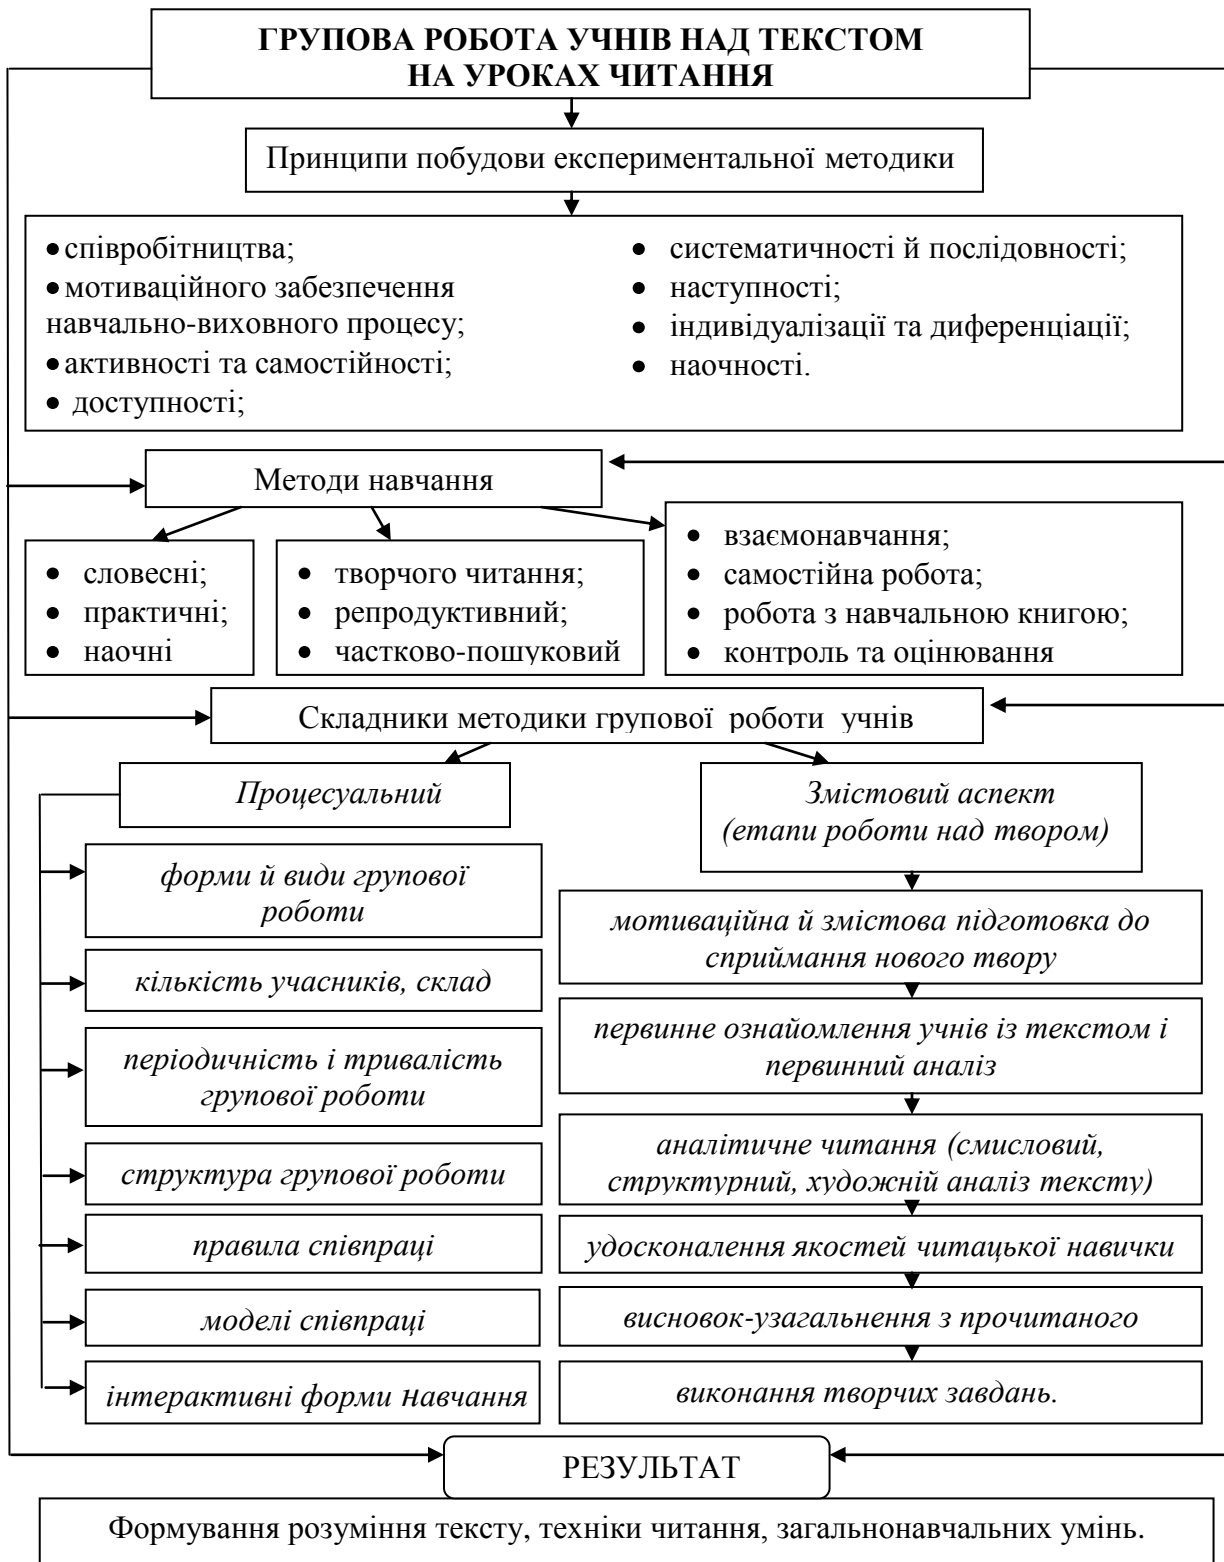 ГРУПОВА РОБОТА УЧНІВ НАД ТЕКСТОМ
НА УРОКАХ ЧИТАННЯ
Принципи побудови експериментальної методики
•співробітництва;
•мотиваційного забезпечення
навчально-виховного процесу;
•активності та самостійності;
• доступності;
• систематичності й послідовності;
• наступності;
• індивідуалізації та диференціації;
• наочності.
Методи навчання
• словесні;
• практичні;
• наочні
• творчого читання;
• репродуктивний;
• частково-пошуковий
• взаємонавчання;
• самостійна робота;
• робота з навчальною книгою;
• контроль та оцінювання
Складники методики групової роботи учнів
Процесуальний
форми й види групової
роботи
кількість учасників, склад
періодичність і тривалість
групової роботи
структура групової роботи
правила співпраці
моделі співпраці
інтерактивні форми навчання
Змістовий аспект
(етапи роботи над твором)
мотиваційна й змістова підготовка до
сприймання нового твору
первинне ознайомлення учнів із текстом і
первинний аналіз
аналітичне читання (смисловий,
структурний, художній аналіз тексту)
удосконалення якостей читацької навички
висновок-узагальнення з прочитаного
виконання творчих завдань.
РЕЗУЛЬТАТ
Формування розуміння тексту, техніки читання, загальнонавчальних умінь.